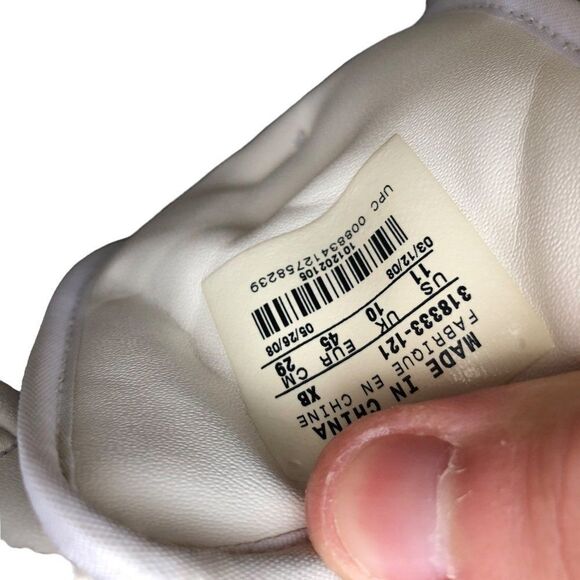 MADE IN CHINA
FABRIQUE EN CHINE
318333-121 XB
US UK EUR CM
11 10 45 29
03/12/08 05/26/08
101202105
UPC 00883412758239